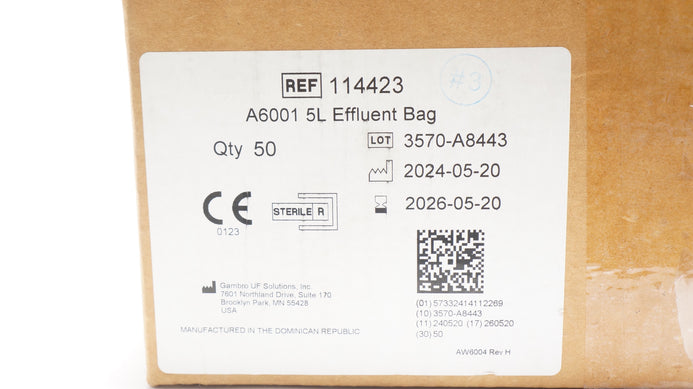 #3
REF 114423
A6001 5L Effluent Bag
Qty 50
LOT 3570-A8443
2024-05-20
2026-05-20
CE
0123
STERILE R
Gambro UF Solutions, Inc.
7601 Northland Drive, Suite 170
Brooklyn Park, MN 55428
USA
MANUFACTURED IN THE DOMINICAN REPUBLIC
(01)57332414112269
(10)3570-A8443
(11)240520 (17)260520
(30)50
AW6004 Rev H